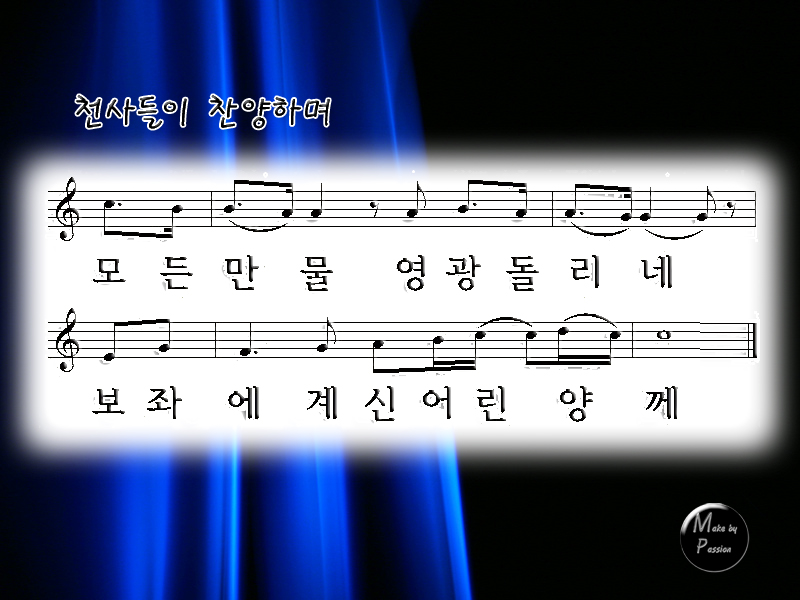 천사들이 찬양하며
모 든 만 물 영 광 돌 리 네
보 좌 에 계 신 어 린 양 께
Make by
Passion